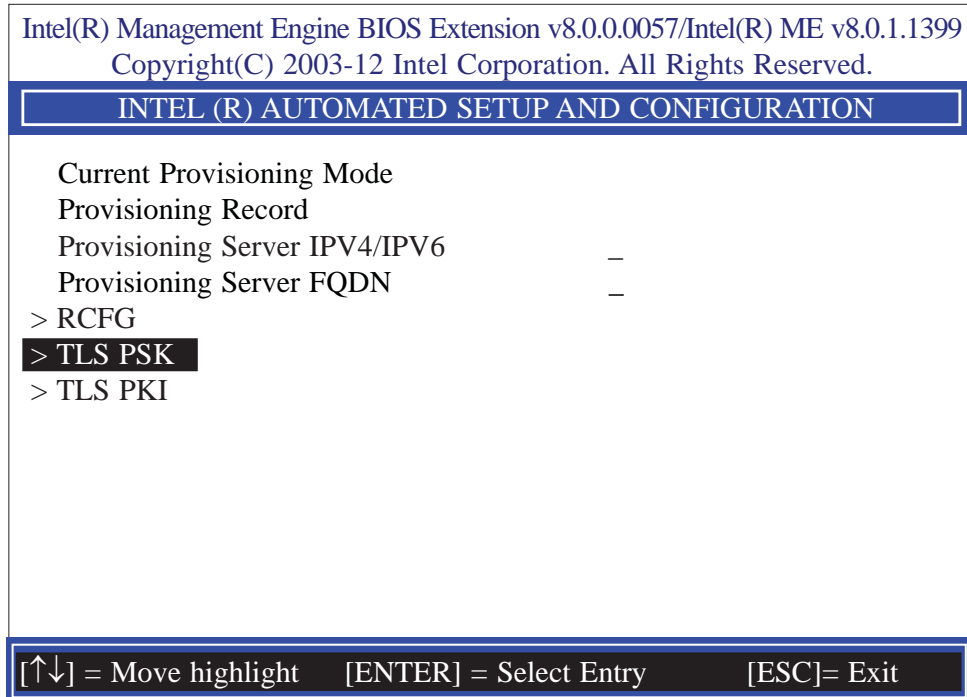 Intel(R) Management Engine BIOS Extension v8.0.0.0057/Intel(R) ME v8.0.1.1399
Copyright(C) 2003-12 Intel Corporation. All Rights Reserved.
INTEL (R) AUTOMATED SETUP AND CONFIGURATION
Current Provisioning Mode
Provisioning Record
Provisioning Server IPV4/IPV6 _
Provisioning Server FQDN _
> RCFG
> TLS PSK
> TLS PKI
[↑↓] = Move highlight [ENTER] = Select Entry [ESC]= Exit